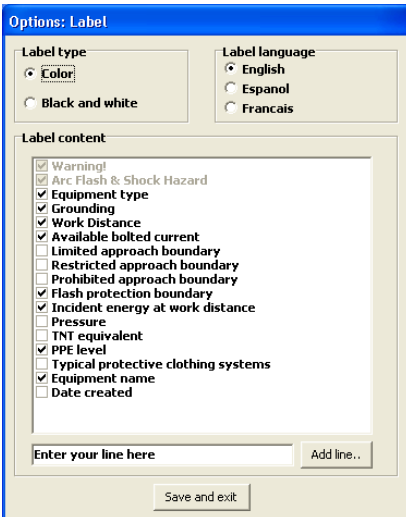 Options: Label
Label type
Color
Black and white
Label language
English
Espanol
Francais
Label content
Warning!
Arc Flash & Shock Hazard
Equipment type
Grounding
Work Distance
Available bolted current
Limited approach boundary
Restricted approach boundary
Prohibited approach boundary
Flash protection boundary
Incident energy at work distance
Pressure
TNT equivalent
PPE level
Typical protective clothing systems
Equipment name
Date created
Enter your line here
Add line..
Save and exit